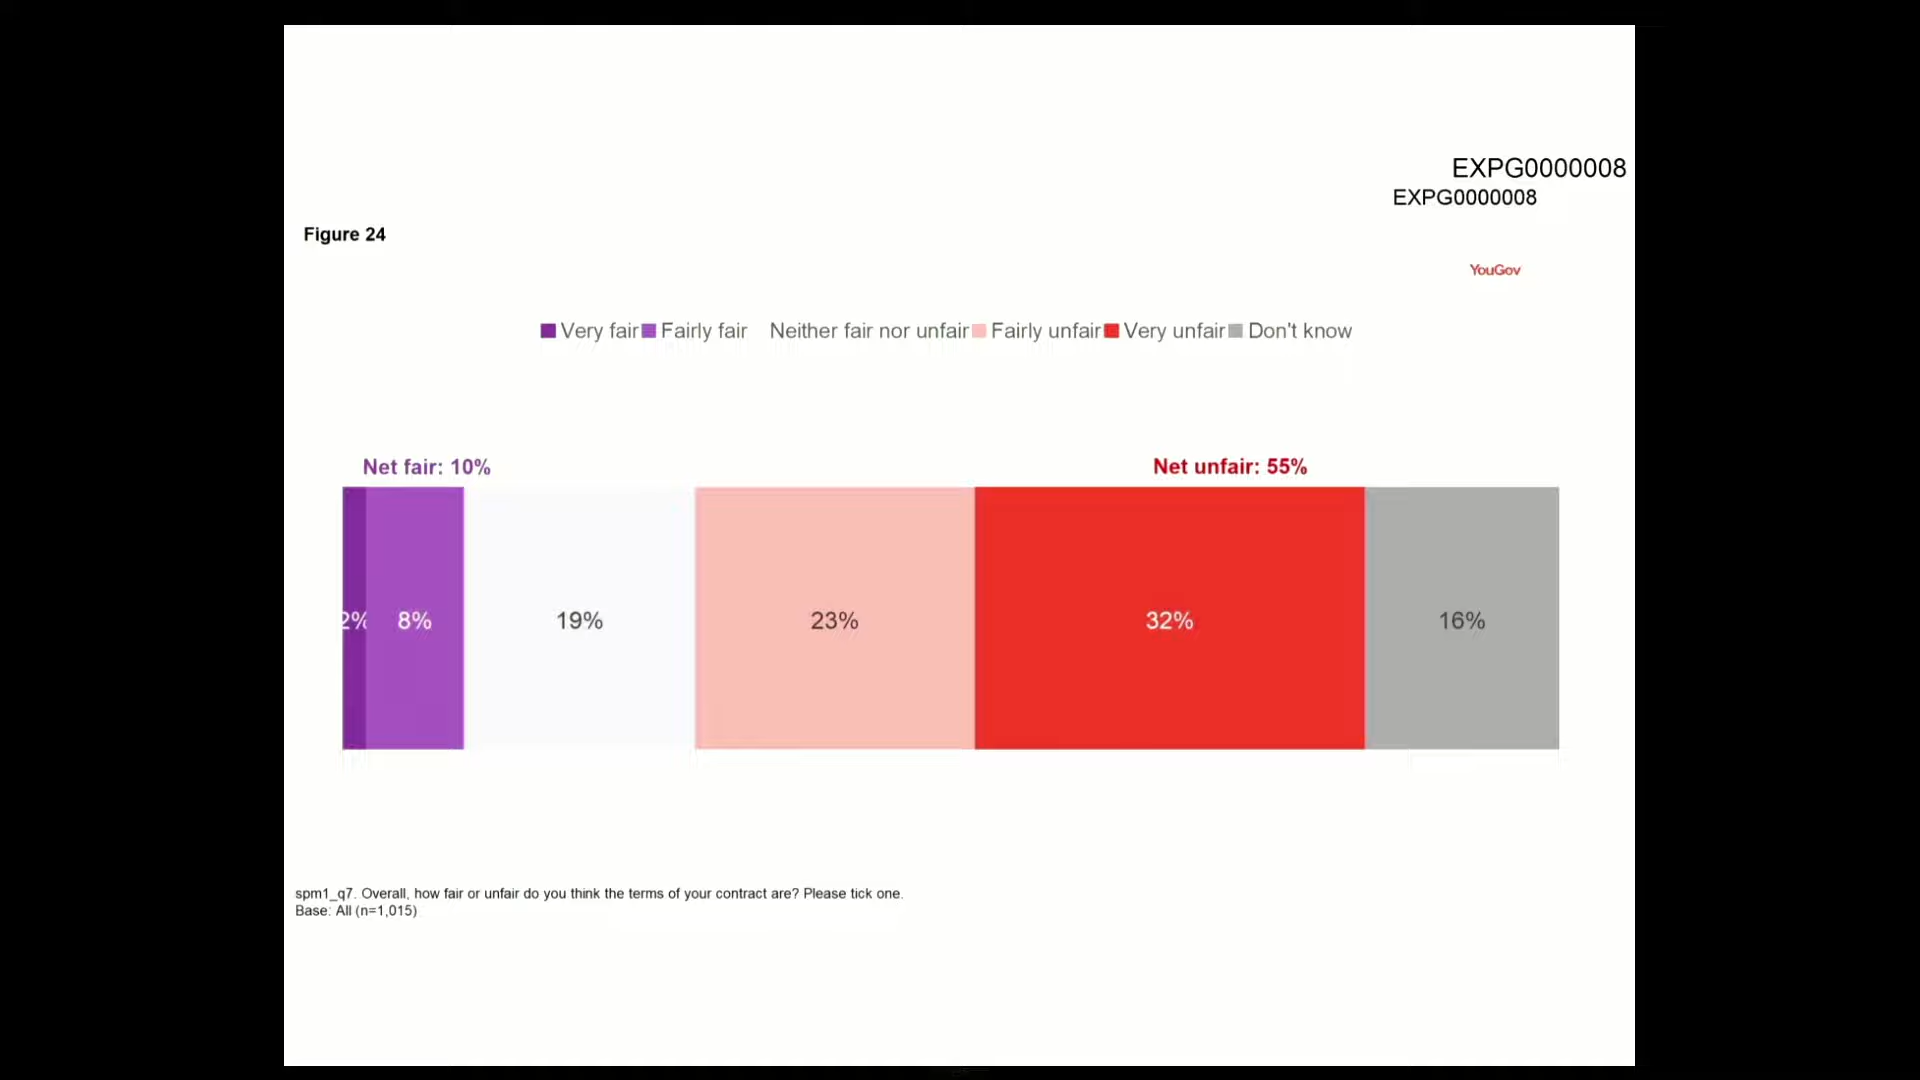 EXPG0000008
EXPG0000008
Figure 24
YouGov
Very fair Fairly fair Neither fair nor unfair Fairly unfair Very unfair Don't know
Net fair: 10% Net unfair: 55%
2% 8% 19% 23% 32% 16%
spm1_q7. Overall, how fair or unfair do you think the terms of your contract are? Please tick one.
Base: All (n=1,015)